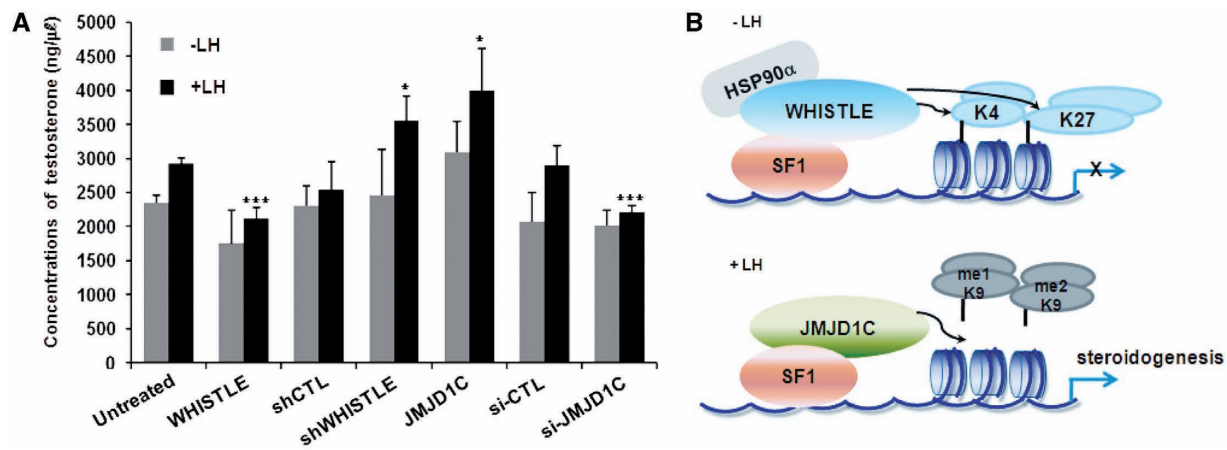 A
Concentrations of testosterone (ng/㎕)
5000
4500
4000
3500
3000
2500
2000
1500
1000
500
0
-LH
+LH
***
*
*
***
Untreated
WHISTLE
shCTL
shWHISTLE
JMJD1C
si-CTL
si-JMJD1C
B
- LH
HSP90α
WHISTLE
SF1
K4
K27
X
+ LH
JMJD1C
SF1
me1
K9
me2
K9
steroidogenesis